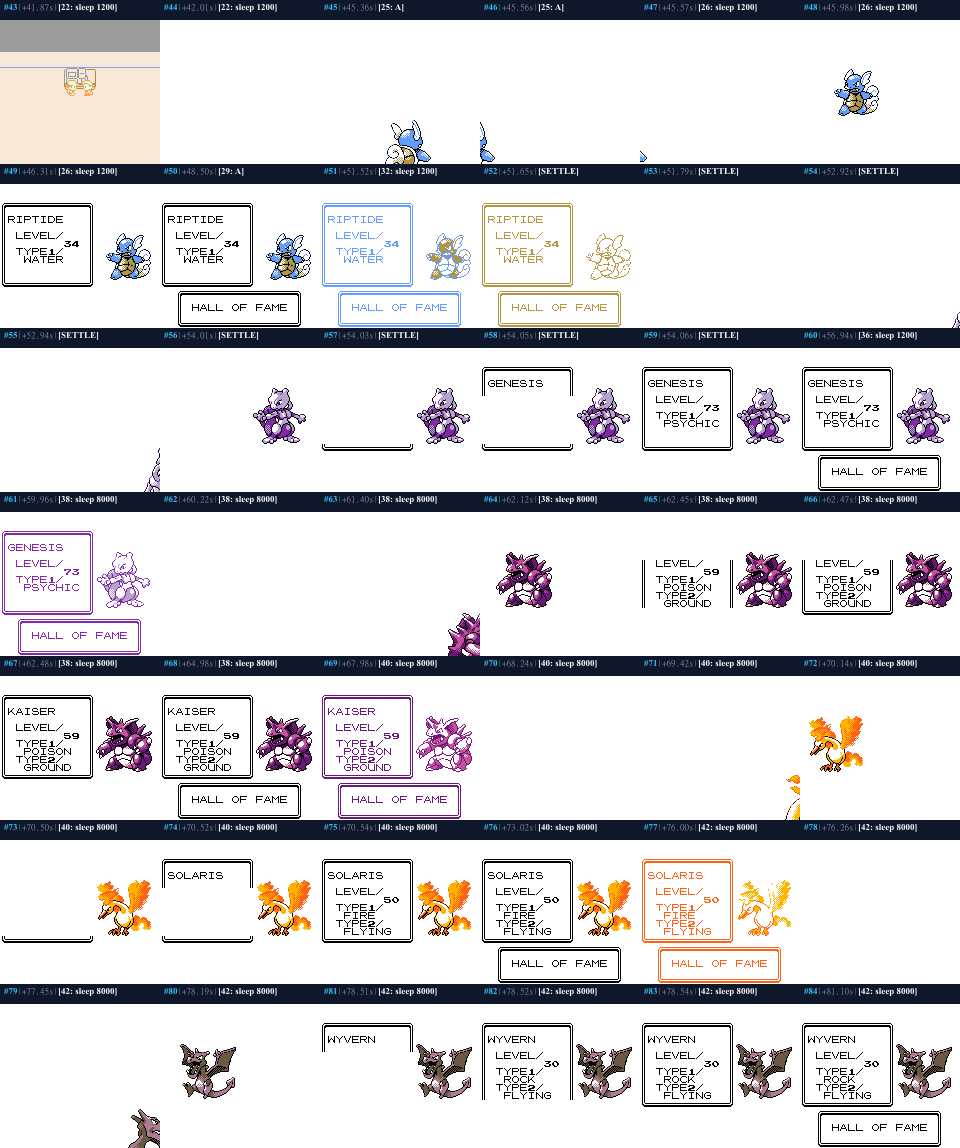 #43|+41.87s|[22: sleep 1200]
#44|+42.01s|[22: sleep 1200]
#45|+45.36s|[25: A]
#46|+45.56s|[25: A]
#47|+45.57s|[26: sleep 1200]
#48|+45.98s|[26: sleep 1200]
#49|+46.31s|[26: sleep 1200]
#50|+48.50s|[29: A]
#51|+51.52s|[32: sleep 1200]
#52|+51.65s|[SETTLE]
#53|+51.79s|[SETTLE]
#54|+52.92s|[SETTLE]
RIPTIDE
LEVEL/
34
TYPE1/
WATER
RIPTIDE
LEVEL/
34
TYPE1/
WATER
HALL OF FAME
RIPTIDE
LEVEL/
34
TYPE1/
WATER
HALL OF FAME
RIPTIDE
LEVEL/
34
TYPE1/
WATER
HALL OF FAME
#55|+52.94s|[SETTLE]
#56|+54.01s|[SETTLE]
#57|+54.03s|[SETTLE]
#58|+54.05s|[SETTLE]
#59|+54.06s|[SETTLE]
#60|+56.94s|[36: sleep 1200]
GENESIS
GENESIS
LEVEL/
73
TYPE1/
PSYCHIC
GENESIS
LEVEL/
73
TYPE1/
PSYCHIC
HALL OF FAME
#61|+59.96s|[38: sleep 8000]
#62|+60.22s|[38: sleep 8000]
#63|+61.40s|[38: sleep 8000]
#64|+62.12s|[38: sleep 8000]
#65|+62.45s|[38: sleep 8000]
#66|+62.47s|[38: sleep 8000]
GENESIS
LEVEL/
73
TYPE1/
PSYCHIC
HALL OF FAME
LEVEL/
59
TYPE1/
POISON
TYPE2/
GROUND
LEVEL/
59
TYPE1/
POISON
TYPE2/
GROUND
#67|+62.48s|[38: sleep 8000]
#68|+64.98s|[38: sleep 8000]
#69|+67.98s|[40: sleep 8000]
#70|+68.24s|[40: sleep 8000]
#71|+69.42s|[40: sleep 8000]
#72|+70.14s|[40: sleep 8000]
KAISER
LEVEL/
59
TYPE1/
POISON
TYPE2/
GROUND
KAISER
LEVEL/
59
TYPE1/
POISON
TYPE2/
GROUND
HALL OF FAME
KAISER
LEVEL/
59
TYPE1/
POISON
TYPE2/
GROUND
HALL OF FAME
#73|+70.50s|[40: sleep 8000]
#74|+70.52s|[40: sleep 8000]
#75|+70.54s|[40: sleep 8000]
#76|+73.02s|[40: sleep 8000]
#77|+76.00s|[42: sleep 8000]
#78|+76.26s|[42: sleep 8000]
SOLARIS
SOLARIS
LEVEL/
50
TYPE1/
FIRE
TYPE2/
FLYING
SOLARIS
LEVEL/
50
TYPE1/
FIRE
TYPE2/
FLYING
HALL OF FAME
SOLARIS
LEVEL/
50
TYPE1/
FIRE
TYPE2/
FLYING
HALL OF FAME
#79|+77.45s|[42: sleep 8000]
#80|+78.19s|[42: sleep 8000]
#81|+78.51s|[42: sleep 8000]
#82|+78.52s|[42: sleep 8000]
#83|+78.54s|[42: sleep 8000]
#84|+81.10s|[42: sleep 8000]
WYVERN
WYVERN
LEVEL/
30
TYPE1/
ROCK
TYPE2/
FLYING
WYVERN
LEVEL/
30
TYPE1/
ROCK
TYPE2/
FLYING
WYVERN
LEVEL/
30
TYPE1/
ROCK
TYPE2/
FLYING
HALL OF FAME